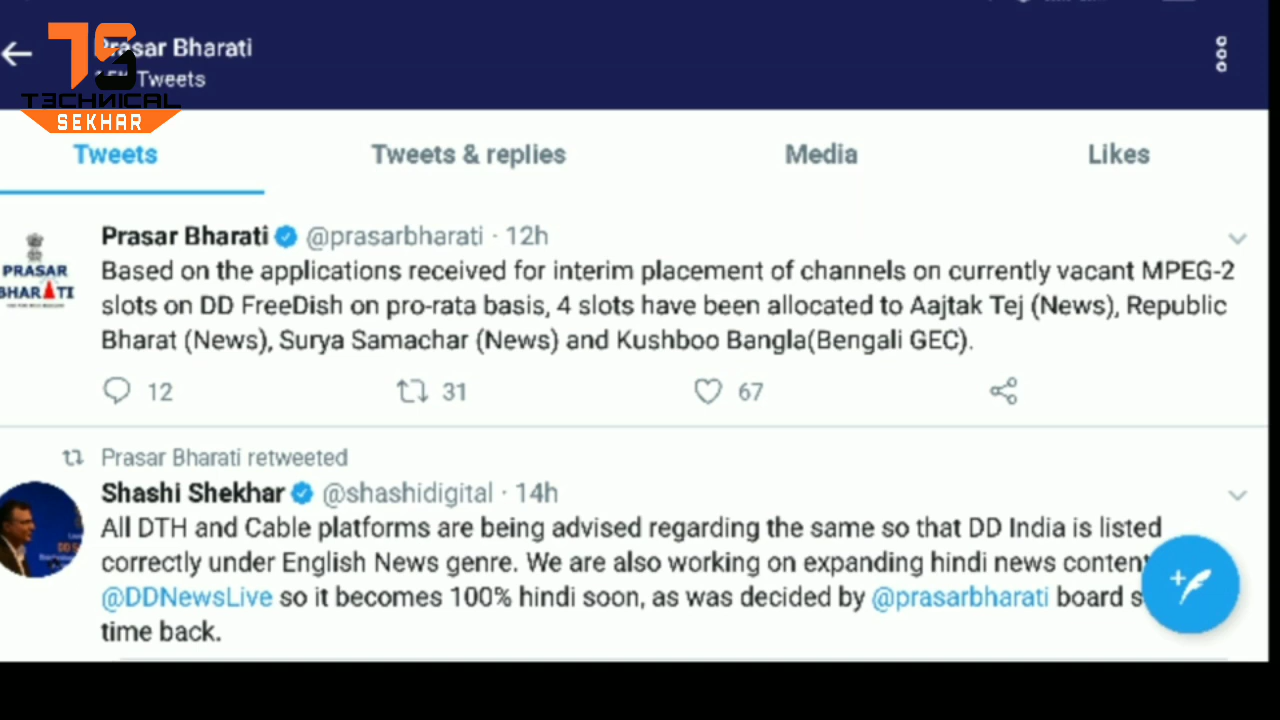 Prasar Bharati
Tweets
TECHNICAL
SEKHAR
Tweets
Tweets & replies
Media
Likes
Prasar Bharati @prasarbharati · 12h
PRASAR
BHARATI
Based on the applications received for interim placement of channels on currently vacant MPEG-2
slots on DD FreeDish on pro-rata basis, 4 slots have been allocated to Aajtak Tej (News), Republic
Bharat (News), Surya Samachar (News) and Kushboo Bangla(Bengali GEC).
12
31
67
Prasar Bharati retweeted
Shashi Shekhar @shashidigital · 14h
All DTH and Cable platforms are being advised regarding the same so that DD India is listed
correctly under English News genre. We are also working on expanding hindi news content
@DDNewsLive so it becomes 100% hindi soon, as was decided by @prasarbharati board
time back.